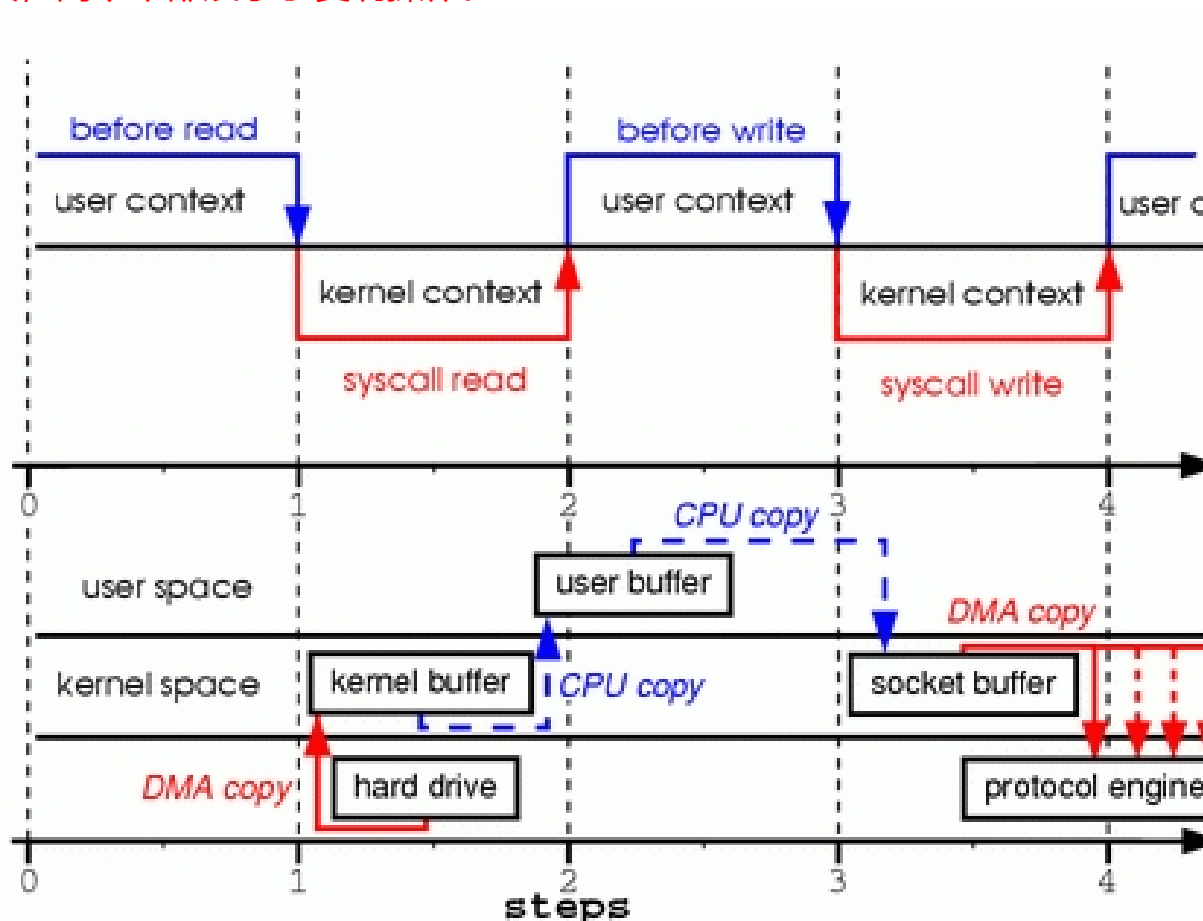 before read
before write
user context
user context
user c
kernel context
kernel context
syscall read
syscall write
0 1 2 3 4
CPU copy
user space
user buffer
DMA copy
kernel space
kernel buffer
CPU copy
socket buffer
DMA copy
hard drive
protocol engine
0 1 2 3 4
steps